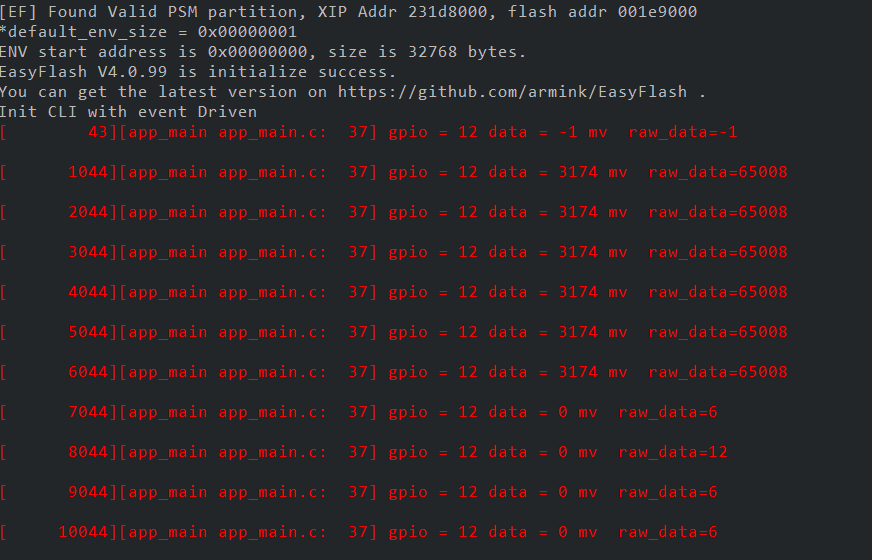 [EF] Found Valid PSM partition, XIP Addr 231d8000, flash addr 001e9000
*default_env_size = 0x00000001
ENV start address is 0x00000000, size is 32768 bytes.
EasyFlash V4.0.99 is initialize success.
You can get the latest version on https://github.com/armink/EasyFlash .
Init CLI with event Driven
[        43][app_main app_main.c:  37] gpio = 12 data = -1 mv  raw_data=-1
[      1044][app_main app_main.c:  37] gpio = 12 data = 3174 mv  raw_data=65008
[      2044][app_main app_main.c:  37] gpio = 12 data = 3174 mv  raw_data=65008
[      3044][app_main app_main.c:  37] gpio = 12 data = 3174 mv  raw_data=65008
[      4044][app_main app_main.c:  37] gpio = 12 data = 3174 mv  raw_data=65008
[      5044][app_main app_main.c:  37] gpio = 12 data = 3174 mv  raw_data=65008
[      6044][app_main app_main.c:  37] gpio = 12 data = 3174 mv  raw_data=65008
[      7044][app_main app_main.c:  37] gpio = 12 data = 0 mv  raw_data=6
[      8044][app_main app_main.c:  37] gpio = 12 data = 0 mv  raw_data=12
[      9044][app_main app_main.c:  37] gpio = 12 data = 0 mv  raw_data=6
[     10044][app_main app_main.c:  37] gpio = 12 data = 0 mv  raw_data=6